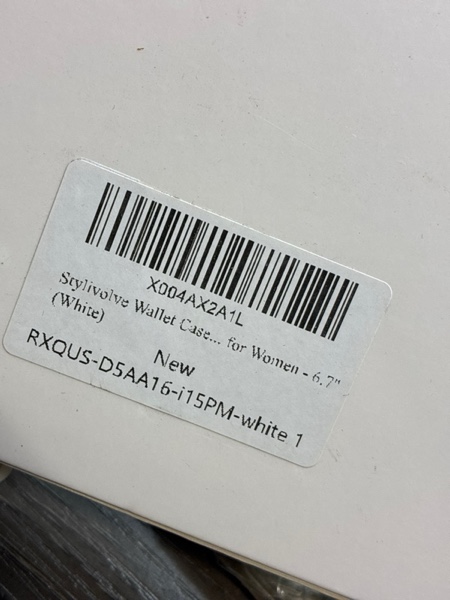 X004AX2A1L
Stylivolve Wallet Case... for Women - 6.7"
(White)
New
RXQUS-D5AA16-i15PM-white 1